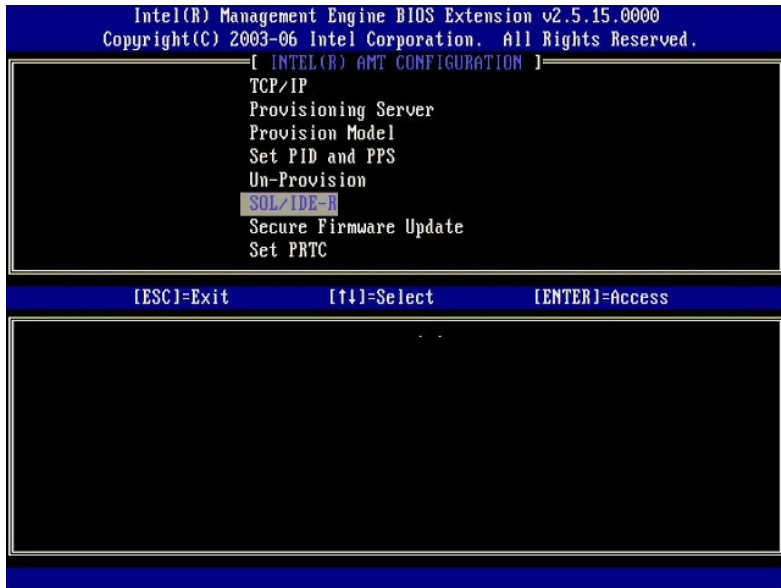 Intel(R) Management Engine BIOS Extension v2.5.15.0000
Copyright(C) 2003-06 Intel Corporation. All Rights Reserved.
[ INTEL(R) AMT CONFIGURATION ]
TCP/IP
Provisioning Server
Provision Model
Set PID and PPS
Un-Provision
SOL/IDE-R
Secure Firmware Update
Set PRTC
[ESC]=Exit [↑↓]=Select [ENTER]=Access